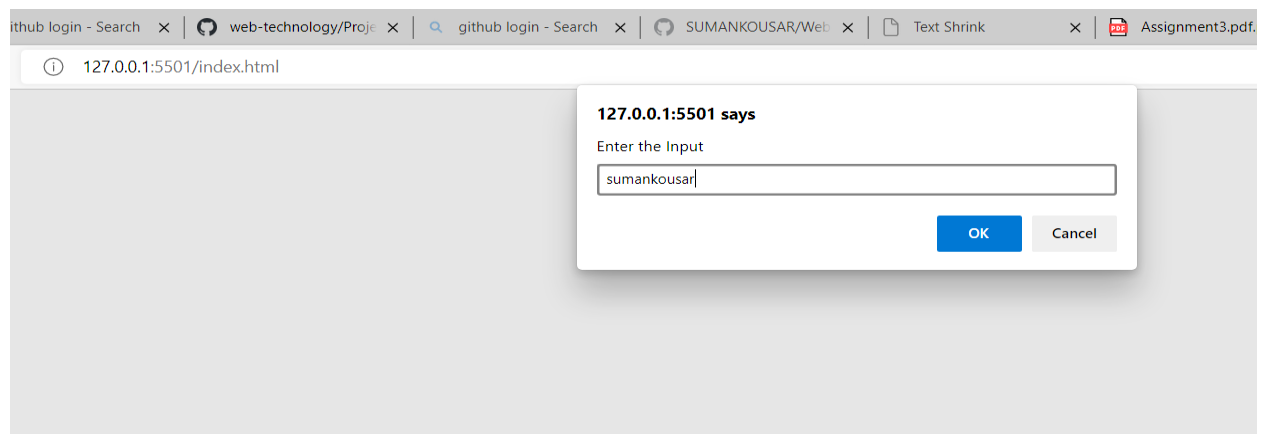 ithub login - Search
web-technology/Proje
github login - Search
SUMANKOUSAR/Web
Text Shrink
PDF
Assignment3.pdf.
127.0.0.1:5501/index.html
127.0.0.1:5501 says
Enter the Input
sumankousar
OK Cancel